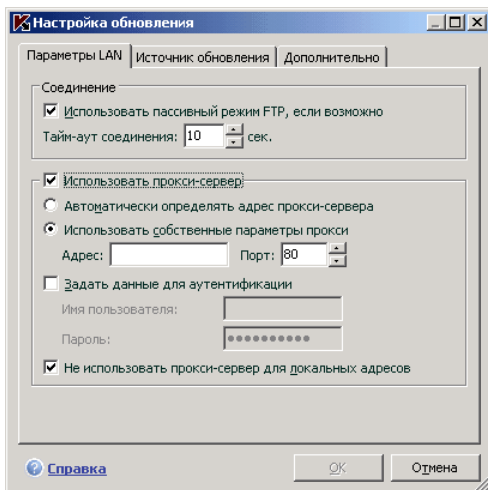 Настройка обновления
Параметры LAN Источник обновления Дополнительно
Соединение
Использовать пассивный режим FTP, если возможно
Тайм-аут соединения: 10 сек.
Использовать прокси-сервер
Автоматически определять адрес прокси-сервера
Использовать собственные параметры прокси
Адрес: Порт: 80
Задать данные для аутентификации
Имя пользователя:
Пароль: ●●●●●●●●●●
Не использовать прокси-сервер для локальных адресов
Справка OK Отмена